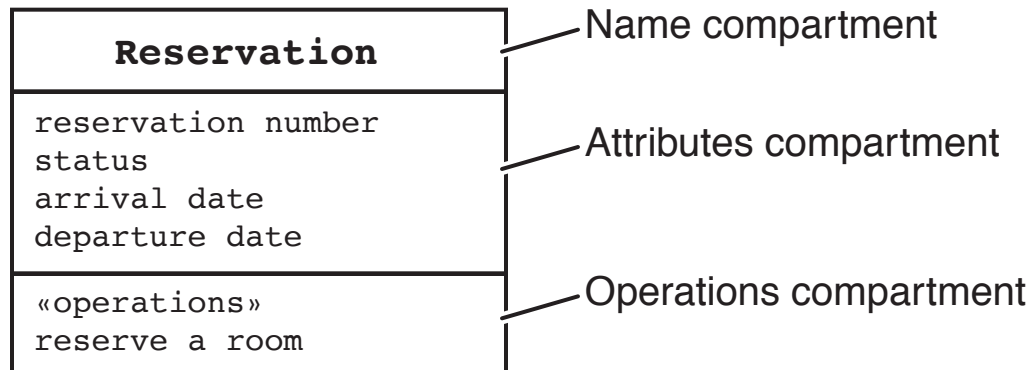 Reservation
Name compartment
reservation number
status
arrival date
departure date
Attributes compartment
«operations»
reserve a room
Operations compartment